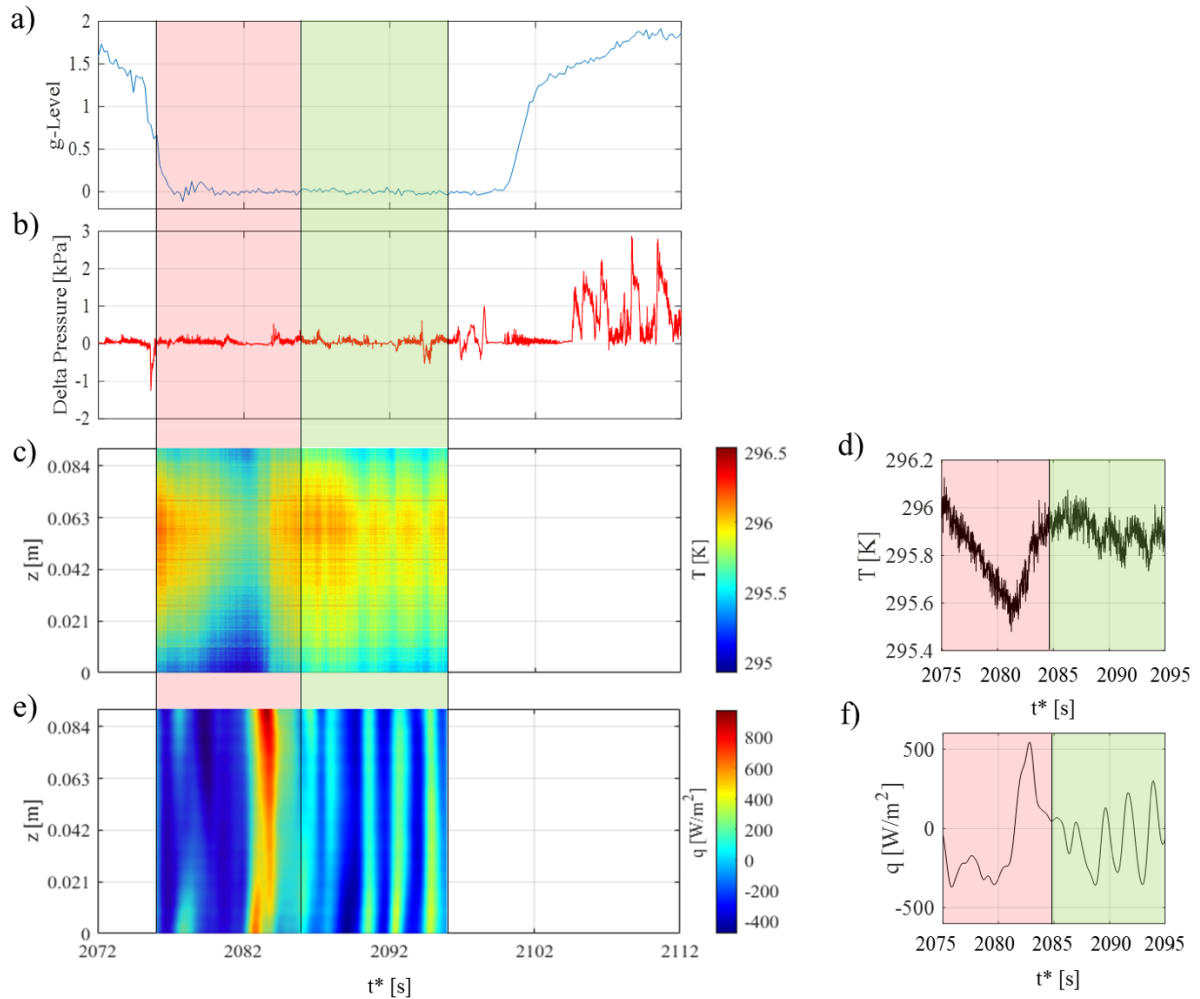 a)
2
1.5
1
0.5
0
g-Level
b)
3
2
1
0
-1
-2
Delta Pressure [kPa]
c)
0.084
0.063
0.042
0.021
0
z [m]
296.5
296
295.5
295
T [K]
d)
296.2
296
295.8
295.6
295.4
T [K]
2075 2080 2085 2090 2095
t* [s]
e)
0.084
0.063
0.042
0.021
0
z [m]
2072 2082 2092 2102 2112
t* [s]
800
600
400
200
0
-200
-400
q [W/m2]
f)
500
0
-500
q [W/m2]
2075 2080 2085 2090 2095
t* [s]